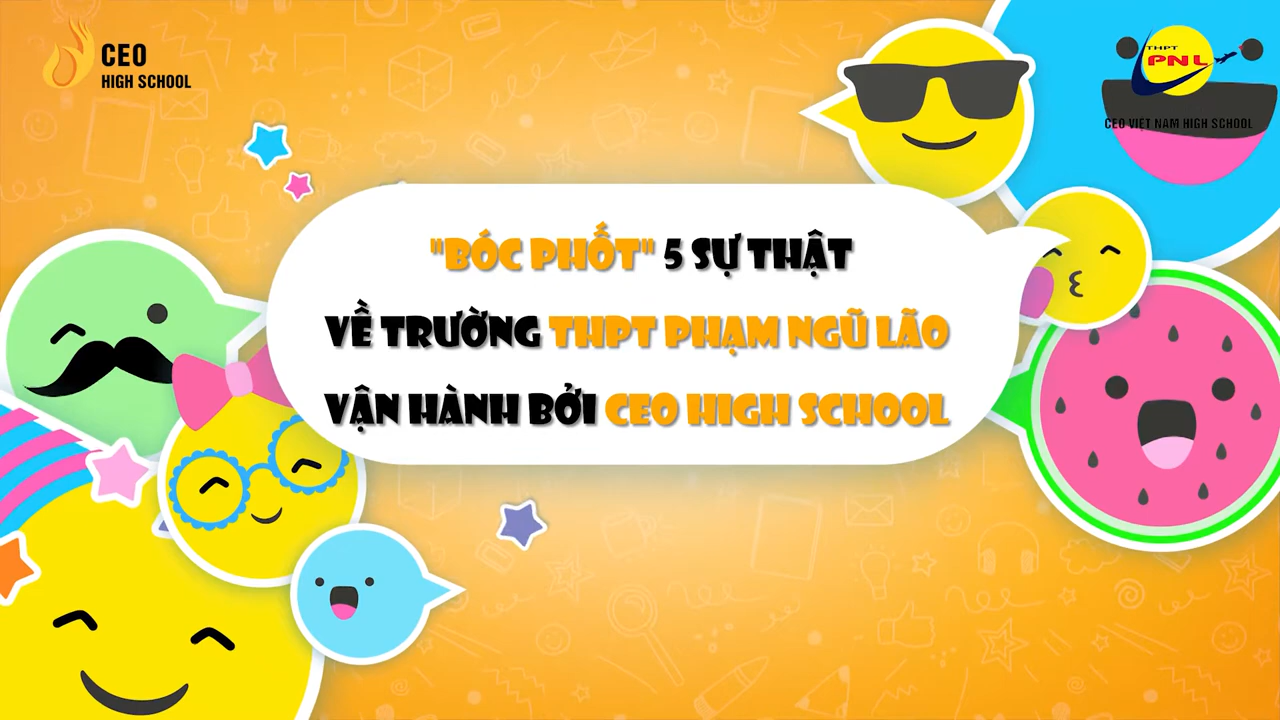 CEO
HIGH SCHOOL
THPT
PNL
CEO VIỆT NAM HIGH SCHOOL
"BÓC PHỐT" 5 SỰ THẬT
VỀ TRƯỜNG THPT PHẠM NGŨ LÃO
VẬN HÀNH BỞI CEO HIGH SCHOOL